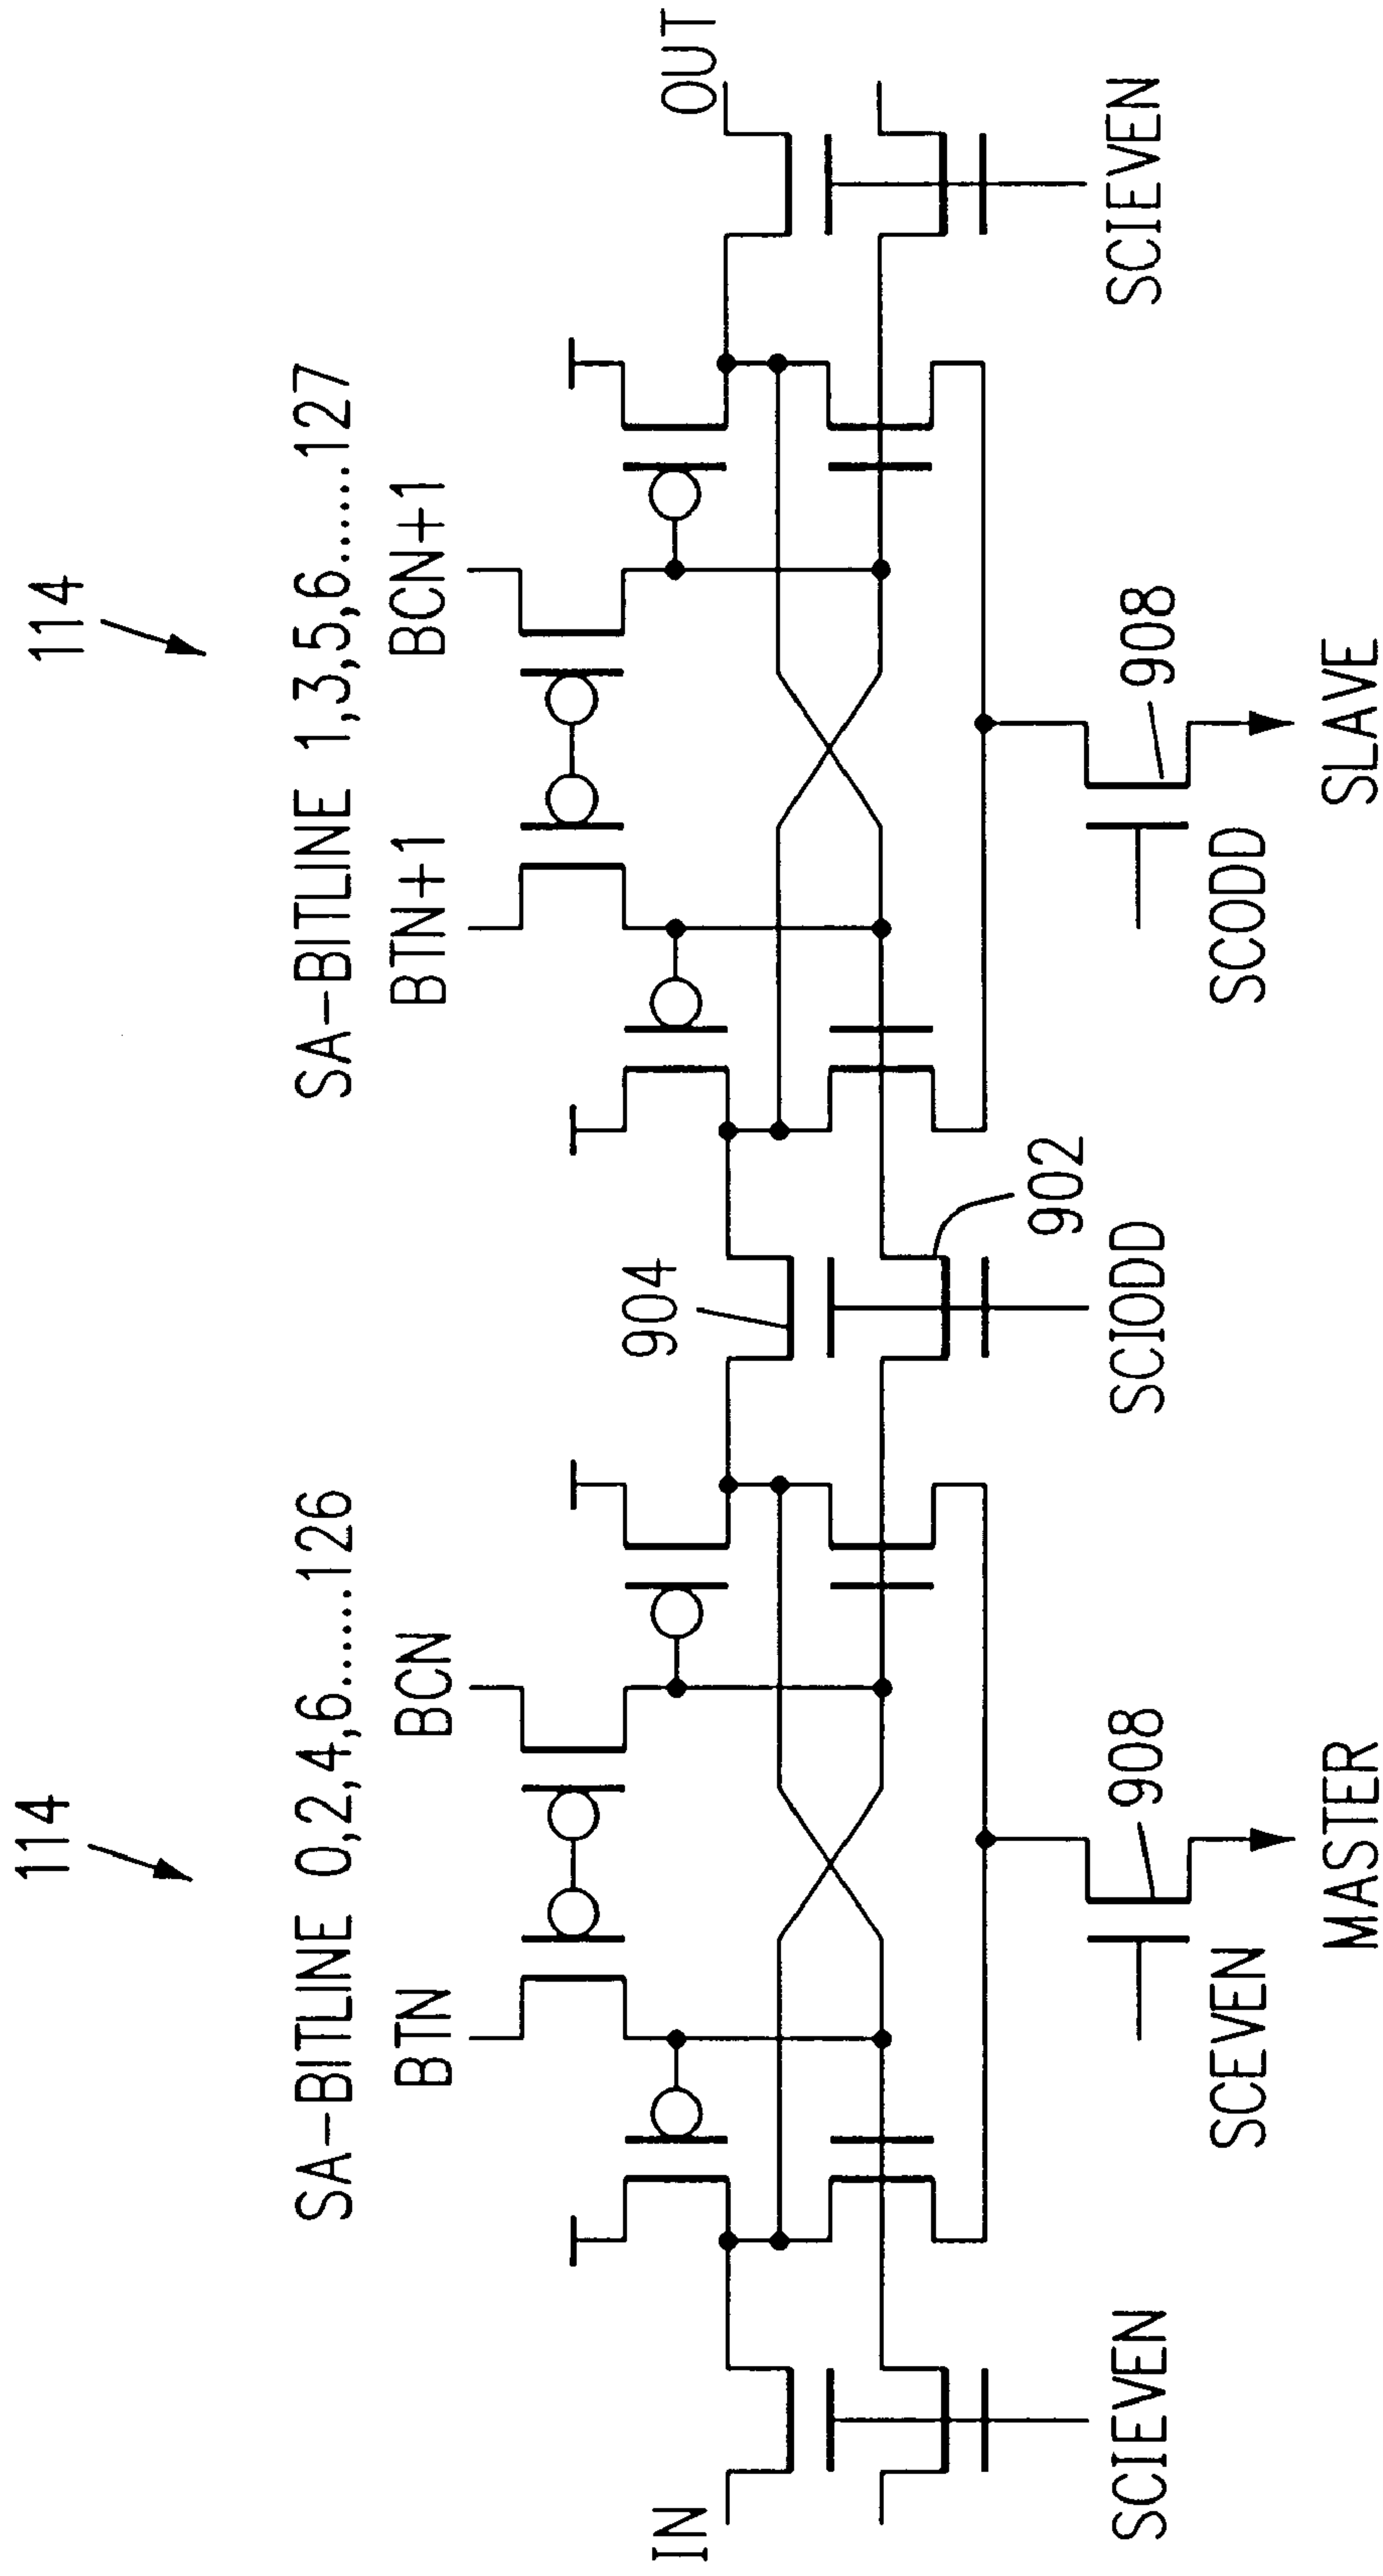 114
114
SA-BITLINE 0,2,4,6......126
SA-BITLINE 1,3,5,6......127
BTN
BCN
BTN+1
BCN+1
IN
OUT
904
902
SCIEVEN
SCIODD
SCIEVEN
SCEVEN
908
SCODD
908
MASTER
SLAVE